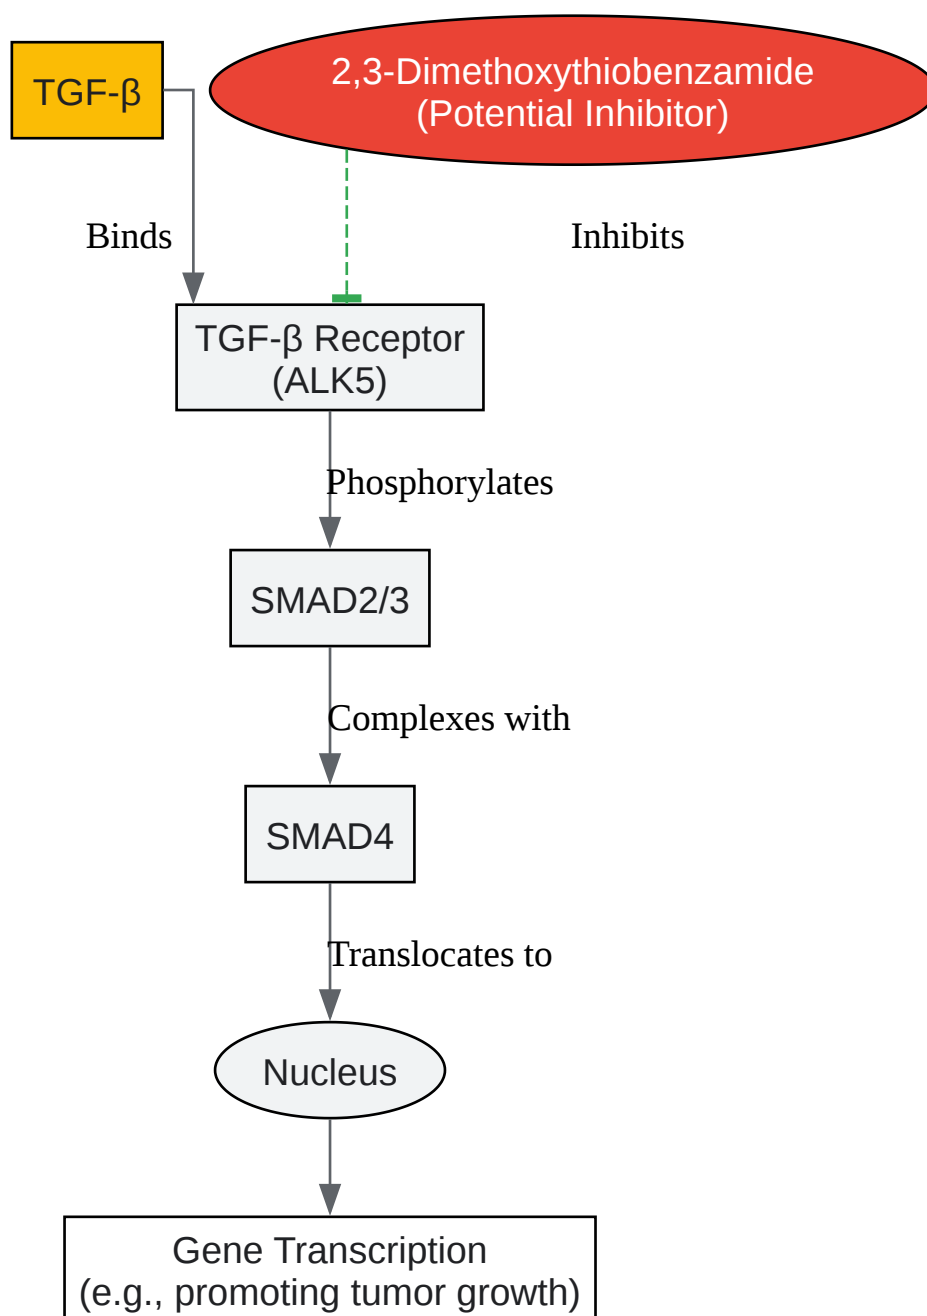 TGF-β
2,3-Dimethoxythiobenzamide
(Potential Inhibitor)
Binds
Inhibits
TGF-β Receptor
(ALK5)
Phosphorylates
SMAD2/3
Complexes with
SMAD4
Translocates to
Nucleus
Gene Transcription
(e.g., promoting tumor growth)